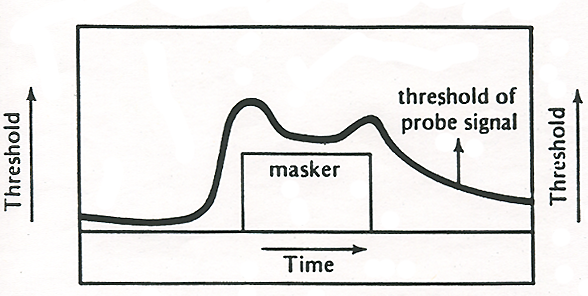 Threshold
threshold of
probe signal
Threshold
masker
Time